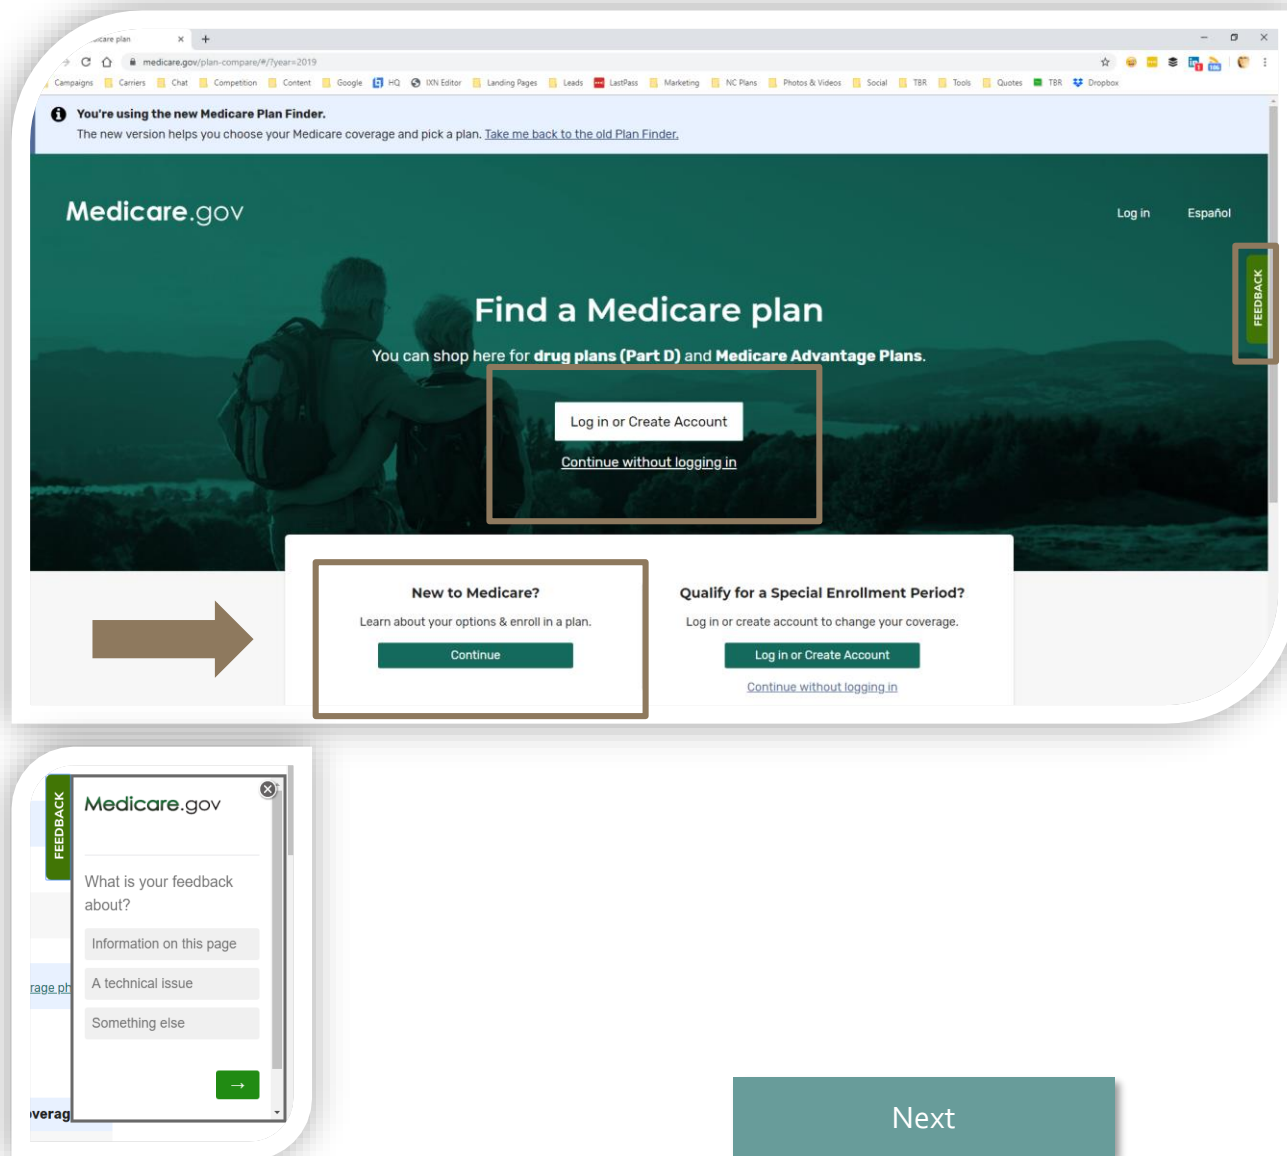 care plan
medicare.gov/plan-compare/#/?year=2019
Campaigns Carriers Chat Competition Content Google HQ IXN Editor Landing Pages Leads LastPass Marketing NC Plans Photos & Videos Social TBR Tools Quotes TBR Dropbox
You're using the new Medicare Plan Finder.
The new version helps you choose your Medicare coverage and pick a plan. Take me back to the old Plan Finder.
Medicare.gov
Log in Español
FEEDBACK
Find a Medicare plan
You can shop here for drug plans (Part D) and Medicare Advantage Plans.
Log in or Create Account
Continue without logging in
New to Medicare?
Learn about your options & enroll in a plan.
Continue
Qualify for a Special Enrollment Period?
Log in or create account to change your coverage.
Log in or Create Account
Continue without logging in
FEEDBACK
Medicare.gov
What is your feedback
about?
Information on this page
A technical issue
Something else
→
rage ph
verag
Next